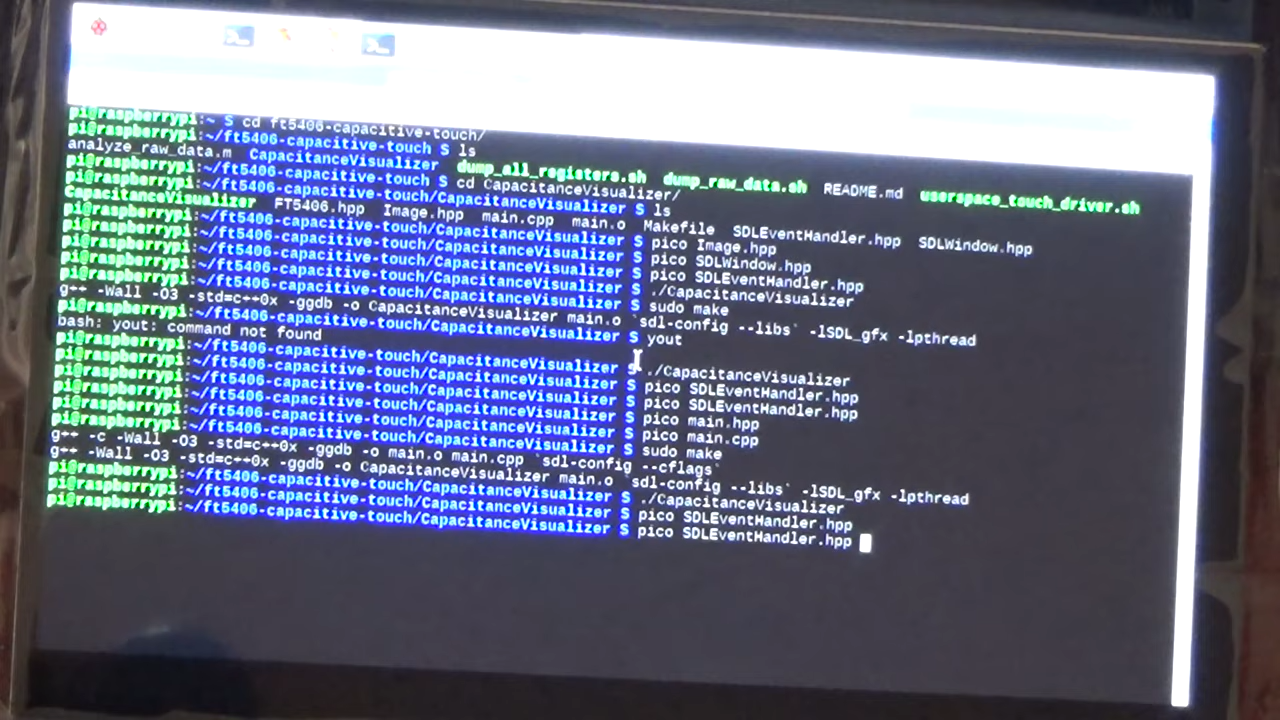 pi@raspberrypi:~ $ cd ft5406-capacitive-touch/
pi@raspberrypi:~/ft5406-capacitive-touch $ ls
analyze_raw_data.m CapacitanceVisualizer dump_all_registers.sh dump_raw_data.sh README.md userspace_touch_driver.sh
pi@raspberrypi:~/ft5406-capacitive-touch $ cd CapacitanceVisualizer/
pi@raspberrypi:~/ft5406-capacitive-touch/CapacitanceVisualizer $ ls
CapacitanceVisualizer FT5406.hpp Image.hpp main.cpp main.o Makefile SDLEventHandler.hpp SDLWindow.hpp
pi@raspberrypi:~/ft5406-capacitive-touch/CapacitanceVisualizer $ pico Image.hpp
pi@raspberrypi:~/ft5406-capacitive-touch/CapacitanceVisualizer $ pico SDLWindow.hpp
pi@raspberrypi:~/ft5406-capacitive-touch/CapacitanceVisualizer $ pico SDLEventHandler.hpp
pi@raspberrypi:~/ft5406-capacitive-touch/CapacitanceVisualizer $ ./CapacitanceVisualizer
pi@raspberrypi:~/ft5406-capacitive-touch/CapacitanceVisualizer $ sudo make
g++ -Wall -O3 -std=c++0x -ggdb -o CapacitanceVisualizer main.o `sdl-config --libs` -lSDL_gfx -lpthread
pi@raspberrypi:~/ft5406-capacitive-touch/CapacitanceVisualizer $ yout
bash: yout: command not found
pi@raspberrypi:~/ft5406-capacitive-touch/CapacitanceVisualizer $ ./CapacitanceVisualizer
pi@raspberrypi:~/ft5406-capacitive-touch/CapacitanceVisualizer $ pico SDLEventHandler.hpp
pi@raspberrypi:~/ft5406-capacitive-touch/CapacitanceVisualizer $ pico SDLEventHandler.hpp
pi@raspberrypi:~/ft5406-capacitive-touch/CapacitanceVisualizer $ pico main.hpp
pi@raspberrypi:~/ft5406-capacitive-touch/CapacitanceVisualizer $ pico main.cpp
pi@raspberrypi:~/ft5406-capacitive-touch/CapacitanceVisualizer $ sudo make
g++ -c -Wall -O3 -std=c++0x -ggdb -o main.o main.cpp `sdl-config --cflags`
g++ -Wall -O3 -std=c++0x -ggdb -o CapacitanceVisualizer main.o `sdl-config --libs` -lSDL_gfx -lpthread
pi@raspberrypi:~/ft5406-capacitive-touch/CapacitanceVisualizer $ ./CapacitanceVisualizer
pi@raspberrypi:~/ft5406-capacitive-touch/CapacitanceVisualizer $ pico SDLEventHandler.hpp
pi@raspberrypi:~/ft5406-capacitive-touch/CapacitanceVisualizer $ pico SDLEventHandler.hpp